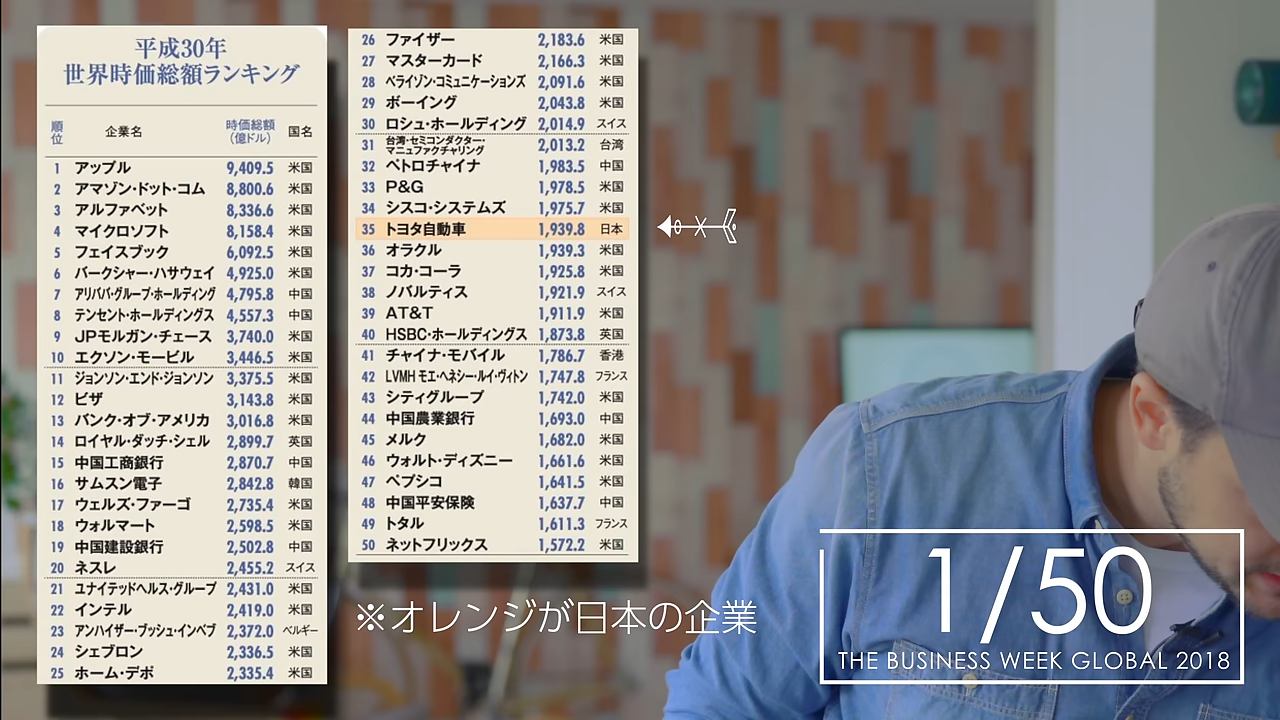 平成30年
世界時価総額ランキング
順位 企業名 時価総額(億ドル) 国名
1 アップル 9,409.5 米国
2 アマゾン・ドット・コム 8,800.6 米国
3 アルファベット 8,336.6 米国
4 マイクロソフト 8,158.4 米国
5 フェイスブック 6,092.5 米国
6 バークシャー・ハサウェイ 4,925.0 米国
7 アリババ・グループ・ホールディング 4,795.8 中国
8 テンセント・ホールディングス 4,557.3 中国
9 JPモルガン・チェース 3,740.0 米国
10 エクソン・モービル 3,446.5 米国
11 ジョンソン・エンド・ジョンソン 3,375.5 米国
12 ビザ 3,143.8 米国
13 バンク・オブ・アメリカ 3,016.8 米国
14 ロイヤル・ダッチ・シェル 2,899.7 英国
15 中国工商銀行 2,870.7 中国
16 サムスン電子 2,842.8 韓国
17 ウェルズ・ファーゴ 2,735.4 米国
18 ウォルマート 2,598.5 米国
19 中国建設銀行 2,502.8 中国
20 ネスレ 2,455.2 スイス
21 ユナイテッドヘルス・グループ 2,431.0 米国
22 インテル 2,419.0 米国
23 アンハイザー・ブッシュ・インベブ 2,372.0 ベルギー
24 シェブロン 2,336.5 米国
25 ホーム・デポ 2,335.4 米国
26 ファイザー 2,183.6 米国
27 マスターカード 2,166.3 米国
28 ベライゾン・コミュニケーションズ 2,091.6 米国
29 ボーイング 2,043.8 米国
30 ロシュ・ホールディング 2,014.9 スイス
31 台湾・セミコンダクター・マニュファクチャリング 2,013.2 台湾
32 ペトロチャイナ 1,983.5 中国
33 P&G 1,978.5 米国
34 シスコ・システムズ 1,975.7 米国
35 トヨタ自動車 1,939.8 日本
36 オラクル 1,939.3 米国
37 コカ・コーラ 1,925.8 米国
38 ノバルティス 1,921.9 スイス
39 AT&T 1,911.9 米国
40 HSBC・ホールディングス 1,873.8 英国
41 チャイナ・モバイル 1,786.7 香港
42 LVMH モエ・ヘネシー・ルイ・ヴィトン 1,747.8 フランス
43 シティグループ 1,742.0 米国
44 中国農業銀行 1,693.0 中国
45 メルク 1,682.0 米国
46 ウォルト・ディズニー 1,661.6 米国
47 ペプシコ 1,641.5 米国
48 中国平安保険 1,637.7 中国
49 トタル 1,611.3 フランス
50 ネットフリックス 1,572.2 米国
※オレンジが日本の企業
1/50
THE BUSINESS WEEK GLOBAL 2018